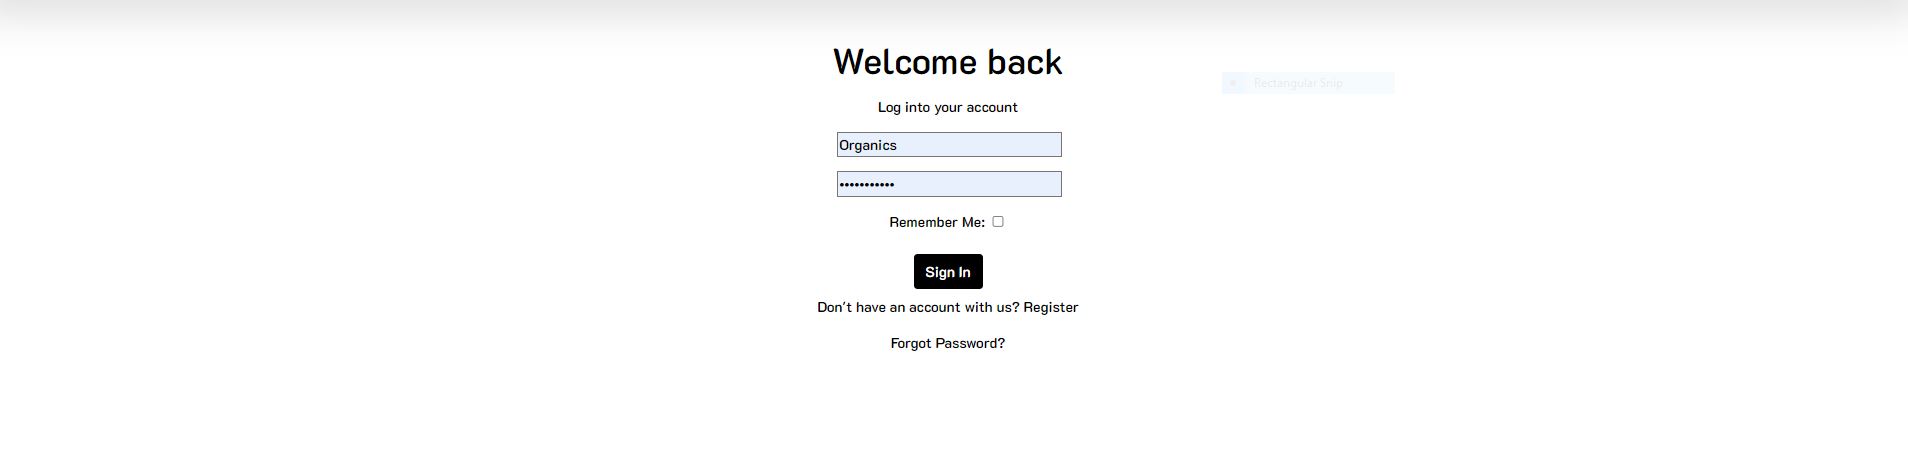 Welcome back
Rectangular Snip
Log into your account
Organics
•••••••••••
Remember Me:
Sign In
Don't have an account with us? Register
Forgot Password?